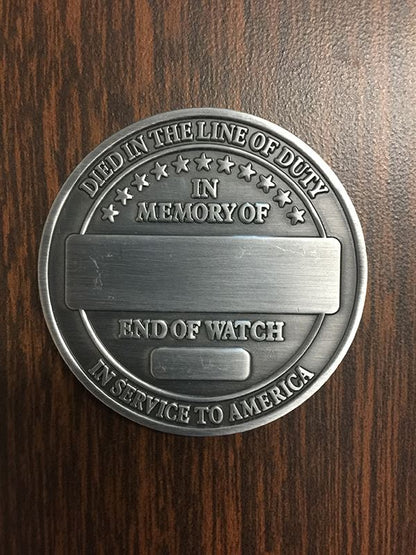 DIED IN THE LINE OF DUTY
IN
MEMORY OF
END OF WATCH
IN SERVICE TO AMERICA